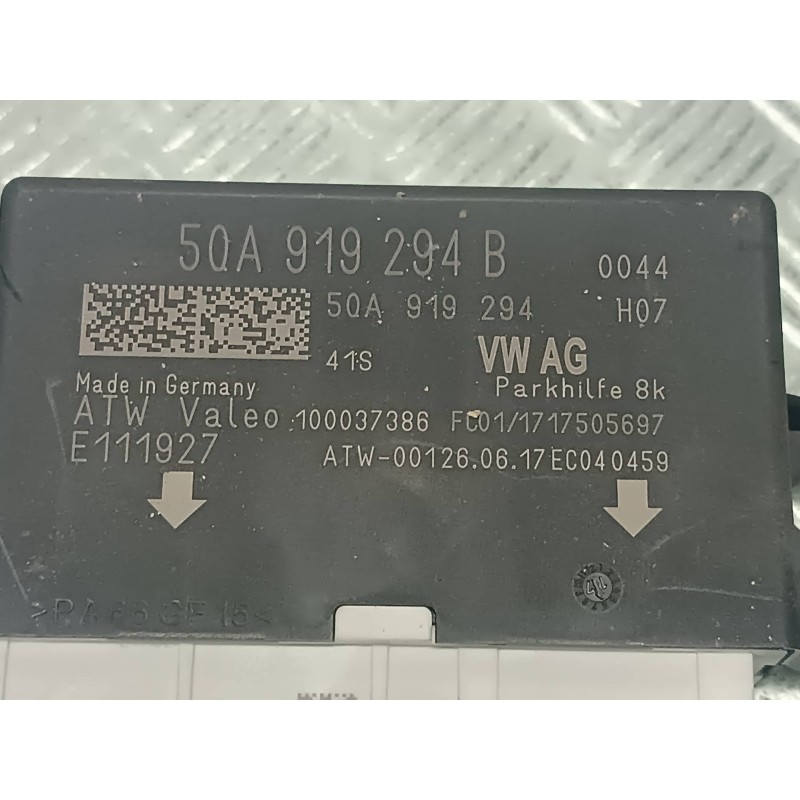 5QA 919 294 B 0044
5QA 919 294 H07
41S VW AG
Made in Germany Parkhilfe 8k
ATW Valeo 100037386 FC01/1717505697
E111927 ATW-00126.06.17EC040459
>PA66GF15<